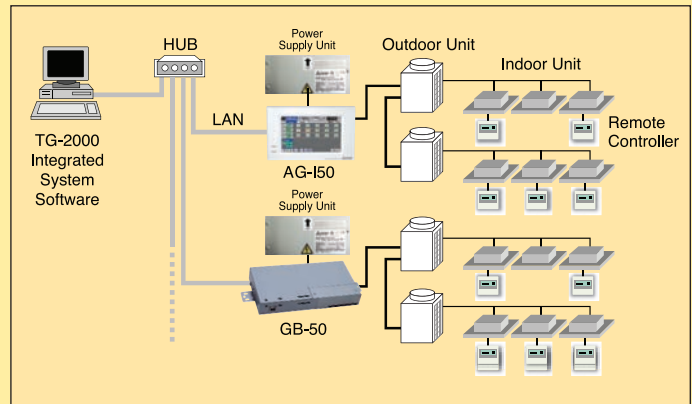 HUB
Power
Supply Unit
Outdoor Unit
Indoor Unit
LAN
Remote
Controller
TG-2000
Integrated
System
Software
AG-I50
Power
Supply Unit
GB-50